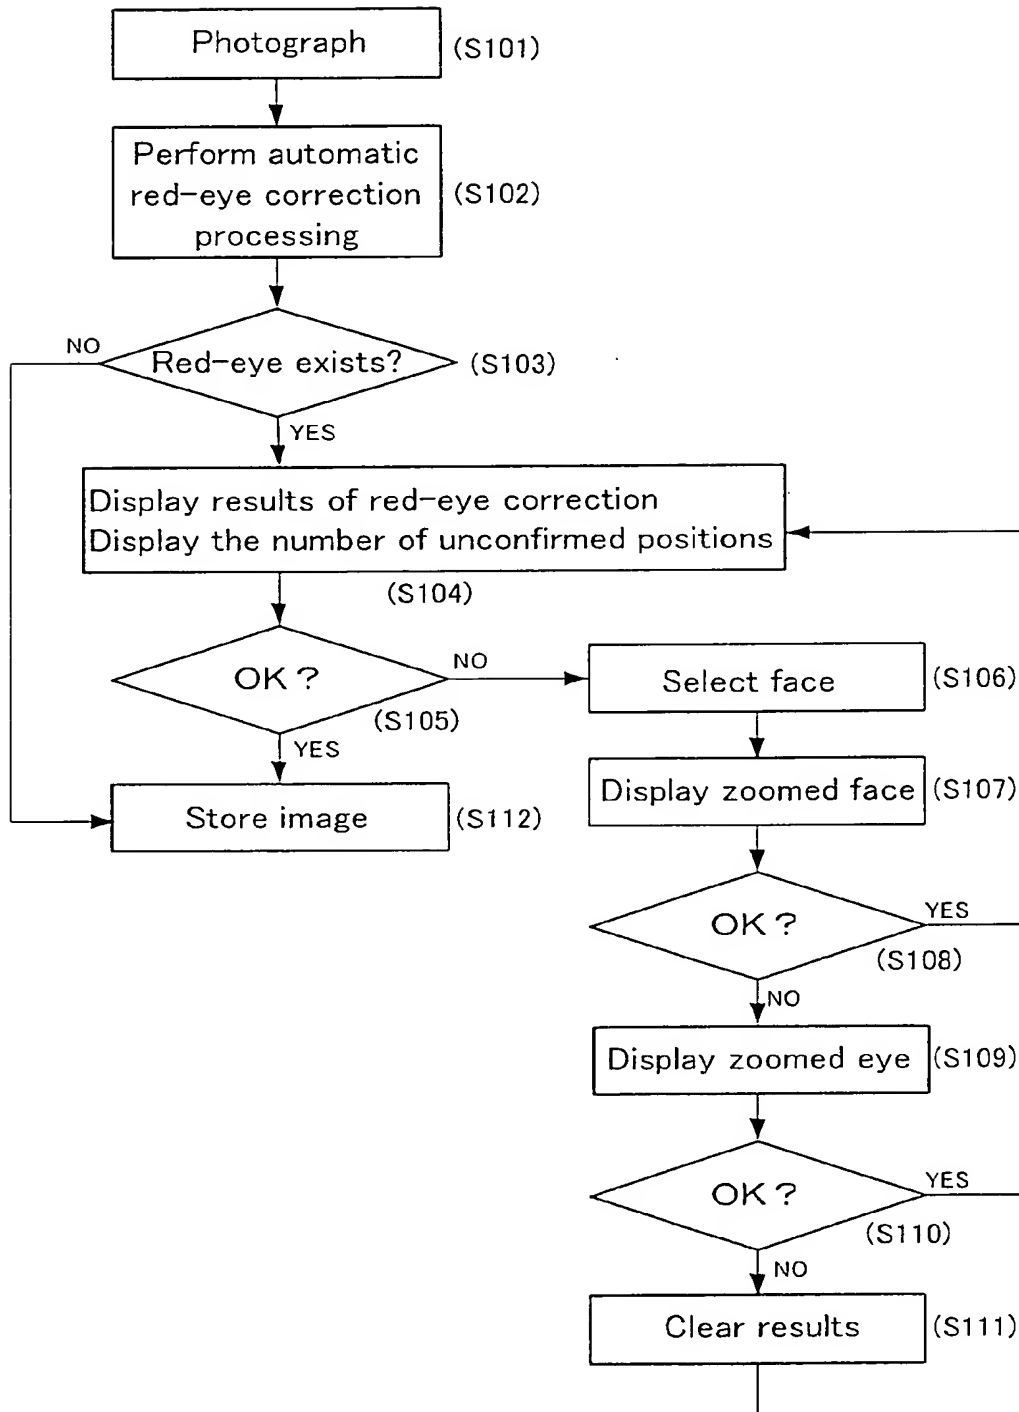 Photograph
(S101)
Perform automatic
red-eye correction
processing
(S102)
NO
Red-eye exists?
(S103)
YES
Display results of red-eye correction
Display the number of unconfirmed positions
(S104)
OK?
NO
(S105)
YES
Select face
(S106)
Display zoomed face
(S107)
Store image
(S112)
OK?
YES
(S108)
NO
Display zoomed eye
(S109)
OK?
YES
(S110)
NO
Clear results
(S111)